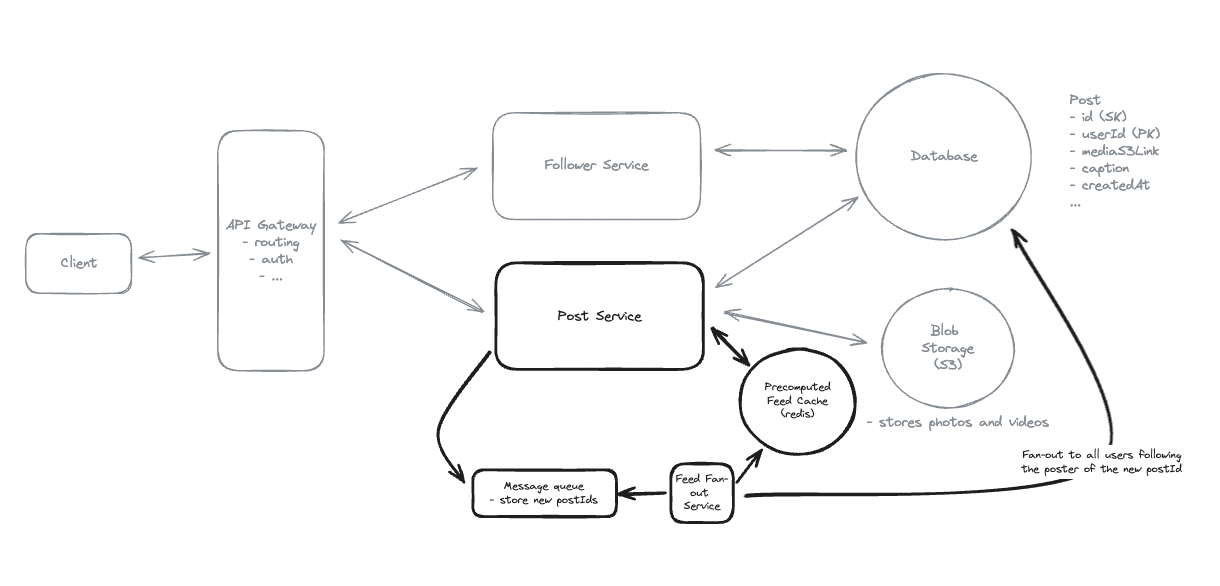 Client
API Gateway
- routing
- auth
- ...
Follower Service
Post Service
Database
Post
- id (SK)
- userId (PK)
- mediaS3Link
- caption
- createdAt
...
Blob
Storage
(S3)
- stores photos and videos
Precomputed
Feed Cache
(redis)
Message queue
- store new postIds
Feed Fan-
out
Service
Fan-out to all users following
the poster of the new postId